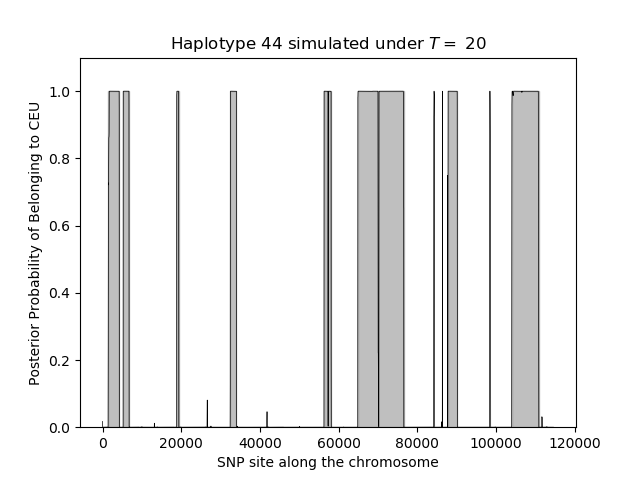 Haplotype 44 simulated under T = 20
Posterior Probability of Belonging to CEU
1.0
0.8
0.6
0.4
0.2
0.0
0 20000 40000 60000 80000 100000 120000
SNP site along the chromosome